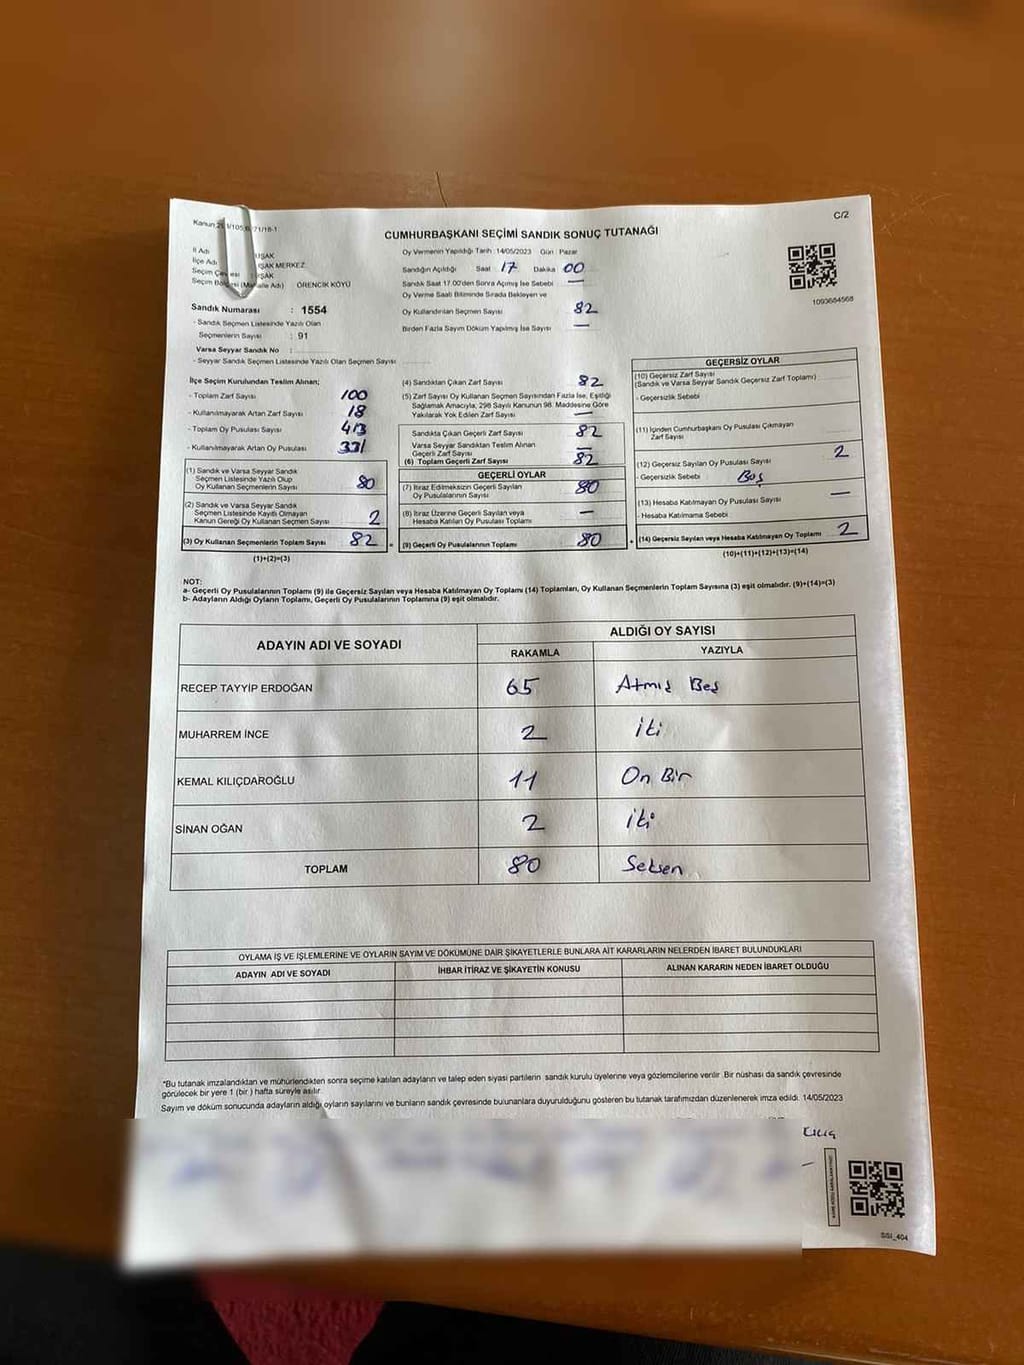 C/2
CUMHURBAŞKANI SEÇİMİ SANDIK SONUÇ TUTANAĞI
1093684568
İl Adı UŞAK
İlçe Adı UŞAK MERKEZ
Seçim Çevresi UŞAK
Seçim Bölgesi (Mahalle Adı) ÖRENCİK KÖYÜ
Sandık Numarası : 1554
- Sandık Seçmen Listesinde Yazılı Olan
Seçmenlerin Sayısı : 91
Varsa Seyyar Sandık No :
- Seyyar Sandık Seçmen Listesinde Yazılı Olan Seçmen Sayısı
Oy Vermenin Yapıldığı Tarih : 14/05/2023 Gün : Pazar
Sandığın Açıldığı Saat 17 Dakika 00
Sandık Saat 17.00'den Sonra Açılmış İse Sebebi —
Oy Verme Saati Bitiminde Sırada Bekleyen ve
Oy Kullandırılan Seçmen Sayısı 82
Birden Fazla Sayım Döküm Yapılmış İse Sayısı —
İlçe Seçim Kurulundan Teslim Alınan;
- Toplam Zarf Sayısı 100
- Kullanılmayarak Artan Zarf Sayısı 18
- Toplam Oy Pusulası Sayısı 413
- Kullanılmayarak Artan Oy Pusulası 331
(1) Sandık ve Varsa Seyyar Sandık
Seçmen Listesinde Yazılı Olup
Oy Kullanan Seçmenlerin Sayısı 80
(2) Sandık ve Varsa Seyyar Sandık
Seçmen Listesinde Kayıtlı Olmayan
Kanun Gereği Oy Kullanan Seçmen Sayısı 2
(3) Oy Kullanan Seçmenlerin Toplam Sayısı 82
(1)+(2)=(3)
(4) Sandıktan Çıkan Zarf Sayısı 82
(5) Zarf Sayısı Oy Kullanan Seçmen Sayısından Fazla İse, Eşitliği
Sağlamak Amacıyla, 298 Sayılı Kanunun 98. Maddesine Göre
Yakılarak Yok Edilen Zarf Sayısı —
Sandıkta Çıkan Geçerli Zarf Sayısı 82
Varsa Seyyar Sandıktan Teslim Alınan
Geçerli Zarf Sayısı —
(6) Toplam Geçerli Zarf Sayısı 82
GEÇERLİ OYLAR
(7) İtiraz Edilmeksizin Geçerli Sayılan
Oy Pusulalarının Sayısı 80
(8) İtiraz Üzerine Geçerli Sayılan veya
Hesaba Katılan Oy Pusulası Toplamı —
(9) Geçerli Oy Pusulalarının Toplamı 80
GEÇERSİZ OYLAR
(10) Geçersiz Zarf Sayısı
(Sandık ve Varsa Seyyar Sandık Geçersiz Zarf Toplamı)
- Geçersizlik Sebebi
(11) İçinden Cumhurbaşkanı Oy Pusulası Çıkmayan
Zarf Sayısı
(12) Geçersiz Sayılan Oy Pusulası Sayısı 2
- Geçersizlik Sebebi Boş
(13) Hesaba Katılmayan Oy Pusulası Sayısı —
- Hesaba Katılmama Sebebi
(14) Geçersiz Sayılan veya Hesaba Katılmayan Oy Toplamı 2
(10)+(11)+(12)+(13)=(14)
NOT:
a- Geçerli Oy Pusulalarının Toplamı (9) ile Geçersiz Sayılan veya Hesaba Katılmayan Oy Toplamı (14) Toplamları, Oy Kullanan Seçmenlerin Toplam Sayısına (3) eşit olmalıdır. (9)+(14)=(3)
b- Adayların Aldığı Oyların Toplamı, Geçerli Oy Pusulalarının Toplamına (9) eşit olmalıdır.
ADAYIN ADI VE SOYADI ALDIĞI OY SAYISI
RAKAMLA YAZIYLA
RECEP TAYYİP ERDOĞAN 65 Atmış Beş
MUHARREM İNCE 2 İki
KEMAL KILIÇDAROĞLU 11 On Bir
SİNAN OĞAN 2 İki
TOPLAM 80 Seksen
OYLAMA İŞ VE İŞLEMLERİNE VE OYLARIN SAYIM VE DÖKÜMÜNE DAİR ŞİKAYETLERLE BUNLARA AİT KARARLARIN NELERDEN İBARET BULUNDUKLARI
ADAYIN ADI VE SOYADI İHBAR İTİRAZ VE ŞİKAYETİN KONUSU ALINAN KARARIN NEDEN İBARET OLDUĞU
*Bu tutanak imzalandıktan ve mühürlendikten sonra seçime katılan adayların ve talep eden siyasi partilerin sandık kurulu üyelerine veya gözlemcilerine verilir. Bir nüshası da sandık çevresinde
görülecek bir yere 1 (bir) hafta süreyle asılır.
Sayım ve döküm sonucunda adayların aldığı oyların sayılarını ve bunların sandık çevresinde bulunanlara duyurulduğunu gösteren bu tutanak tarafımızdan düzenlenerek imza edildi. 14/05/2023
SSI_404